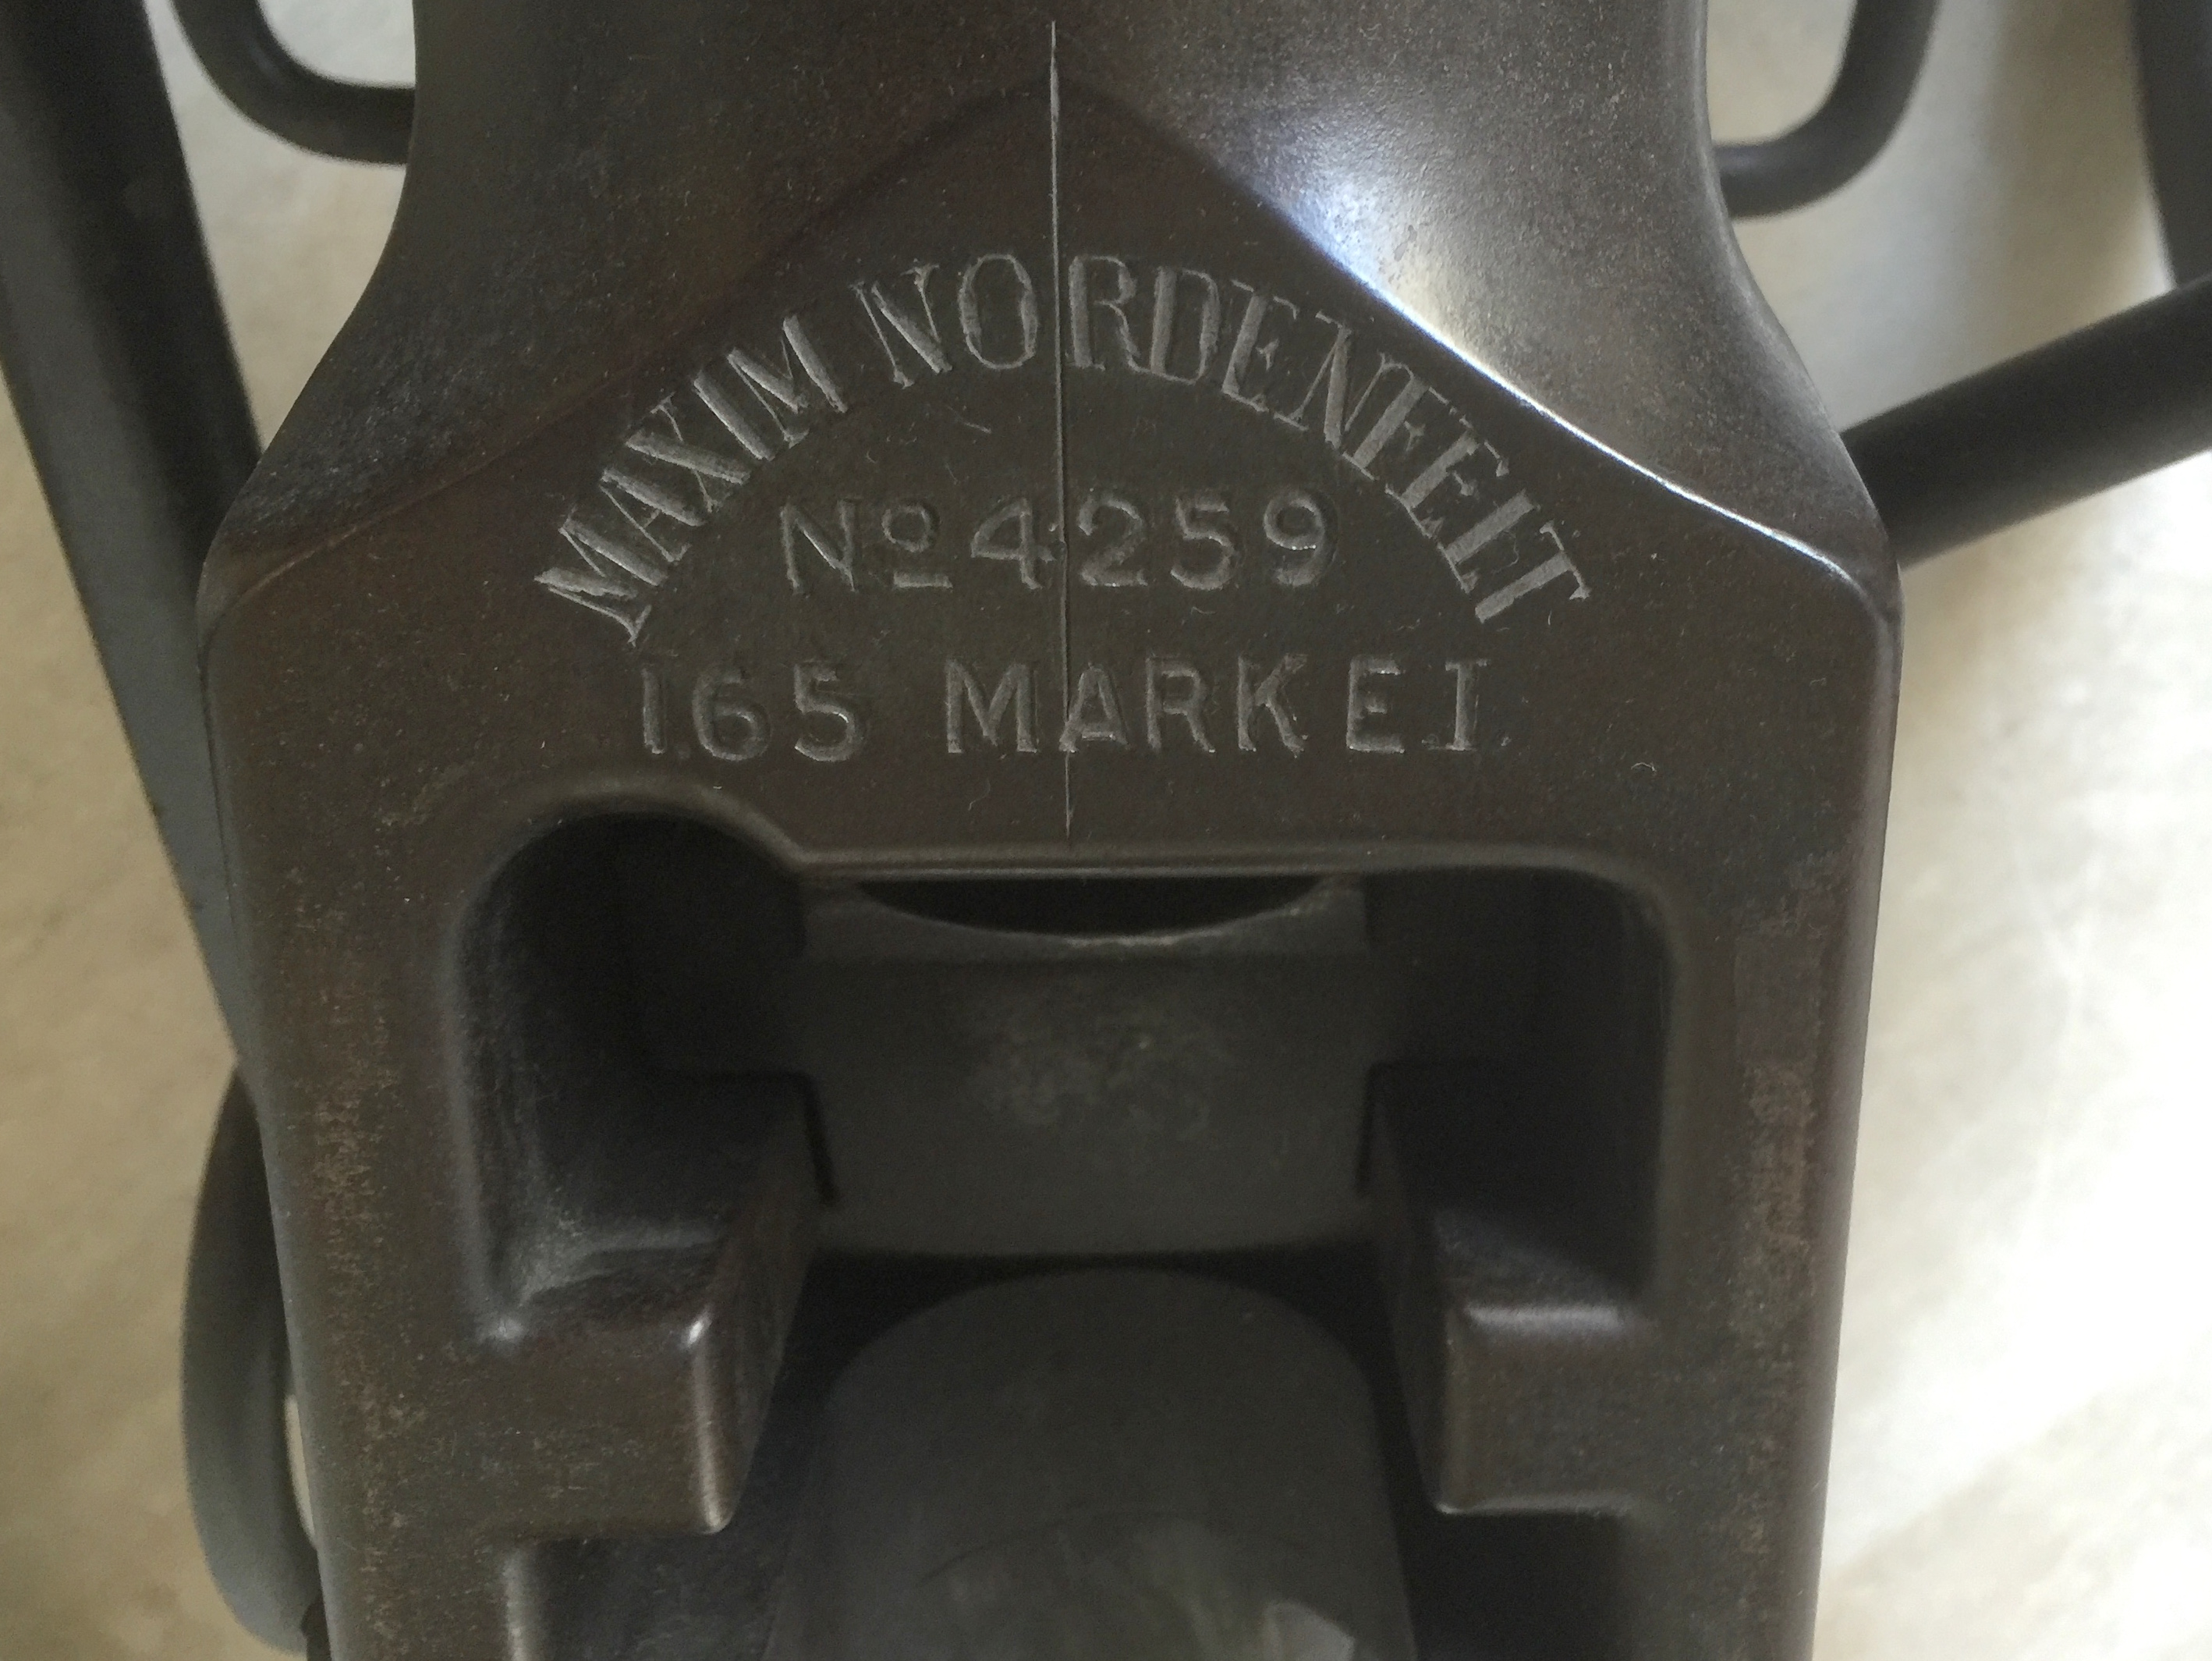 MAXIM NORDENFELT
Nº 4259
165 MARK E I